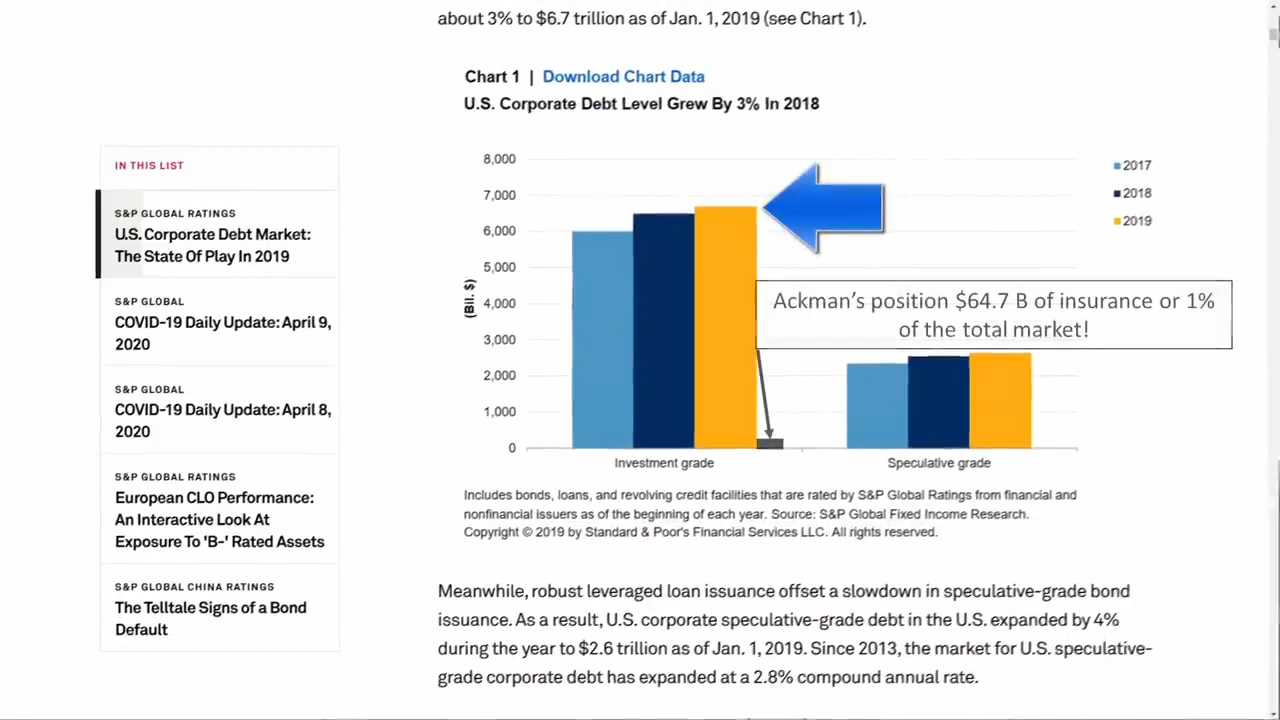 about 3% to $6.7 trillion as of Jan. 1, 2019 (see Chart 1).
Chart 1 | Download Chart Data
U.S. Corporate Debt Level Grew By 3% In 2018
IN THIS LIST
S&P GLOBAL RATINGS
U.S. Corporate Debt Market:
The State Of Play In 2019
S&P GLOBAL
COVID-19 Daily Update: April 9,
2020
S&P GLOBAL
COVID-19 Daily Update: April 8,
2020
S&P GLOBAL RATINGS
European CLO Performance:
An Interactive Look At
Exposure To 'B-' Rated Assets
S&P GLOBAL CHINA RATINGS
The Telltale Signs of a Bond
Default
(Bil. $)
8,000
7,000
6,000
5,000
4,000
3,000
2,000
1,000
0
2017
2018
2019
Ackman's position $64.7 B of insurance or 1%
of the total market!
Investment grade
Speculative grade
Includes bonds, loans, and revolving credit facilities that are rated by S&P Global Ratings from financial and
nonfinancial issuers as of the beginning of each year. Source: S&P Global Fixed Income Research.
Copyright © 2019 by Standard & Poor's Financial Services LLC. All rights reserved.
Meanwhile, robust leveraged loan issuance offset a slowdown in speculative-grade bond
issuance. As a result, U.S. corporate speculative-grade debt in the U.S. expanded by 4%
during the year to $2.6 trillion as of Jan. 1, 2019. Since 2013, the market for U.S. speculative-
grade corporate debt has expanded at a 2.8% compound annual rate.